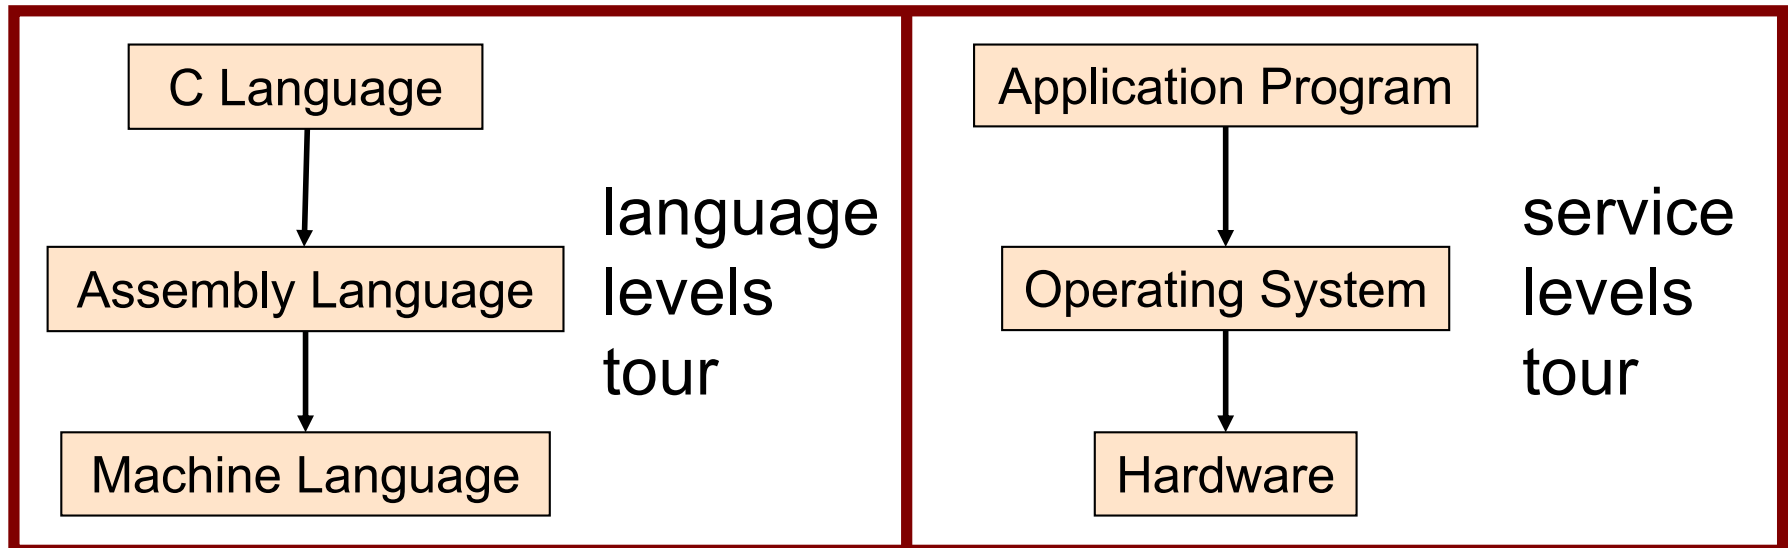 C Language
Assembly Language
Machine Language
language
levels
tour
Application Program
Operating System
Hardware
service
levels
tour